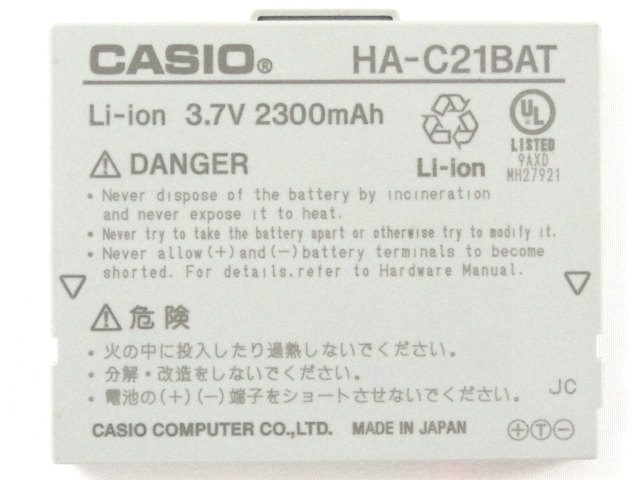 CASIO® HA-C21BAT
Li-ion 3.7V 2300mAh
Li-ion
UL
LISTED
9AXD
MH27921
⚠ DANGER
• Never dispose of the battery by incineration
and never expose it to heat.
• Never try to take the battery apart or otherwise try to modify it.
• Never allow (+) and (−) battery terminals to become
shorted. For details, refer to Hardware Manual.
⚠ 危険
・火の中に投入したり過熱しないでください。
・分解・改造をしないでください。
・電池の(+)(−)端子をショートさせないでください。
JC
CASIO COMPUTER CO.,LTD. MADE IN JAPAN ⊕Ⓣ⊖